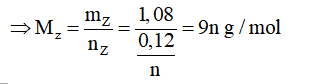 ⇒ M_z = m_Z / n_Z = 1,08 / (0,12 / n) = 9n g / mol